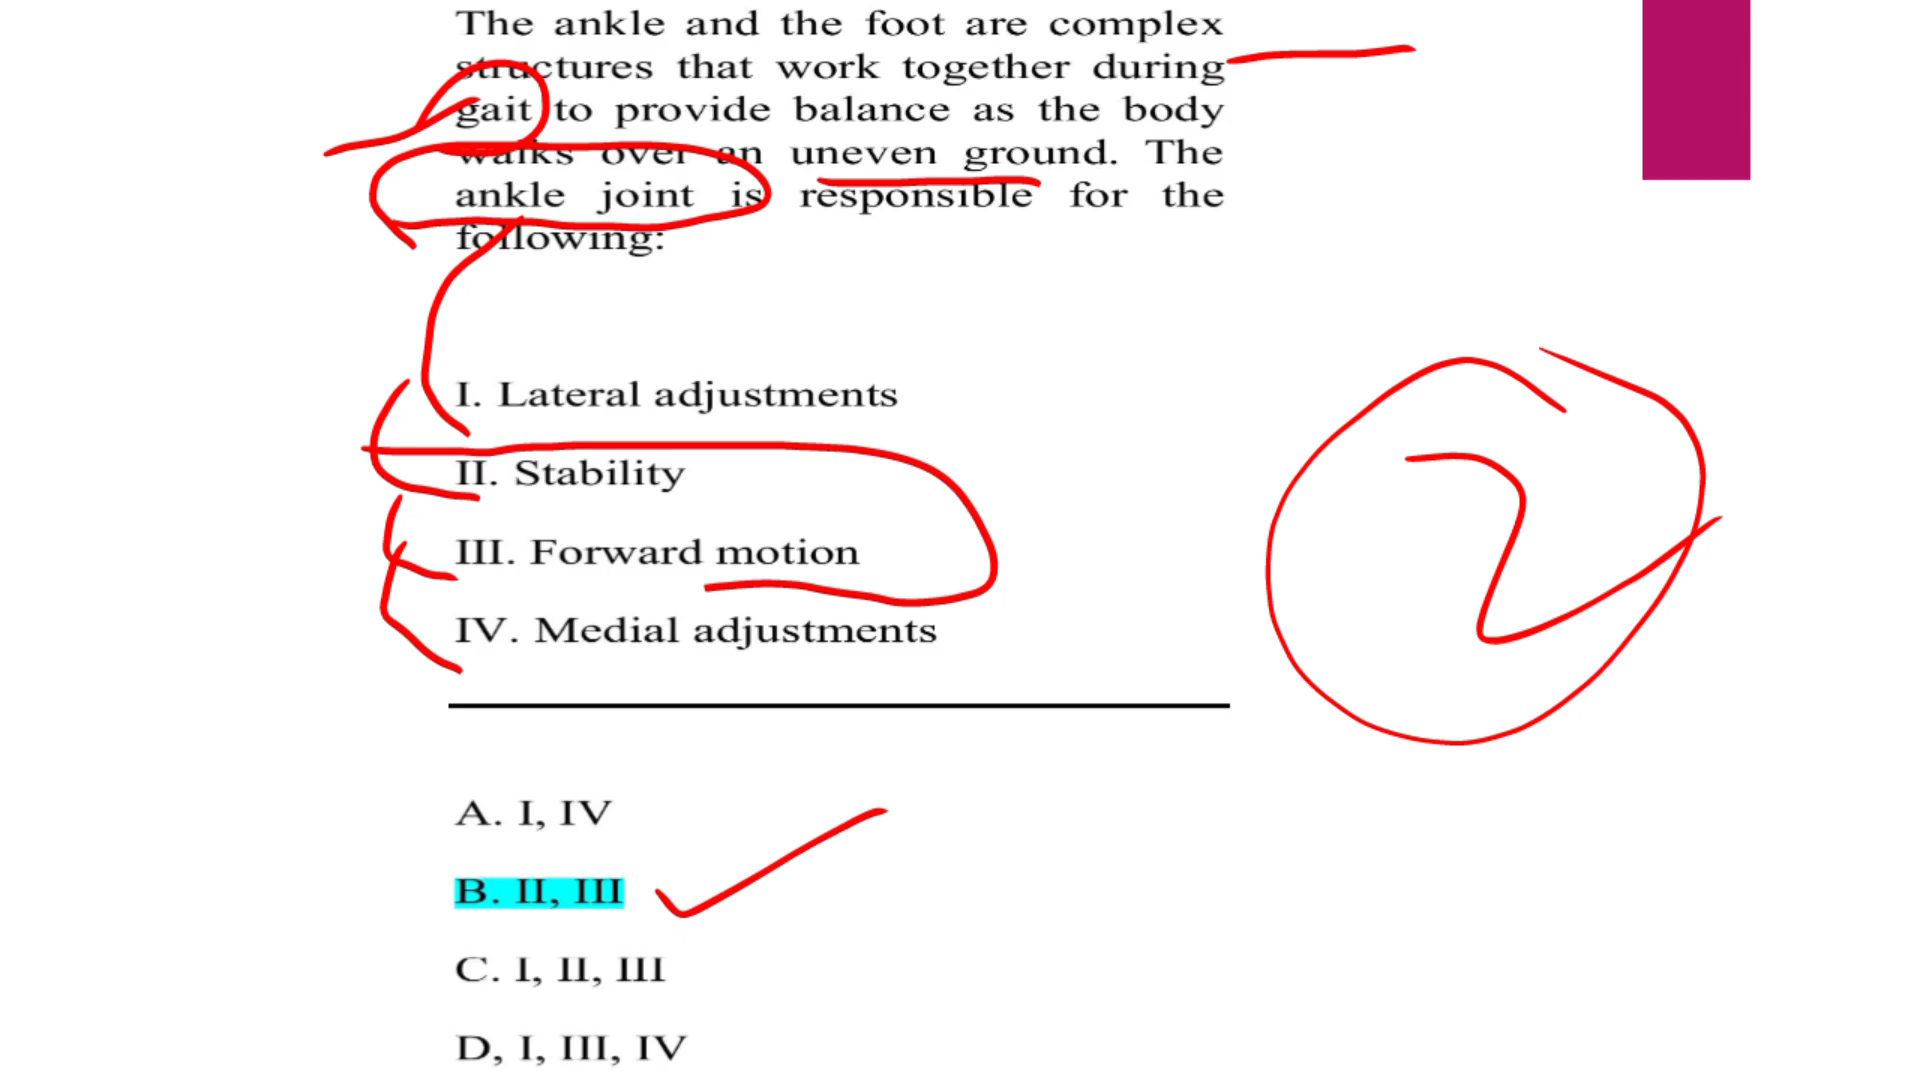 The ankle and the foot are complex
structures that work together during
gait to provide balance as the body
walks over an uneven ground. The
ankle joint is responsible for the
following:
I. Lateral adjustments
II. Stability
III. Forward motion
IV. Medial adjustments
A. I, IV
B. II, III
C. I, II, III
D, I, III, IV